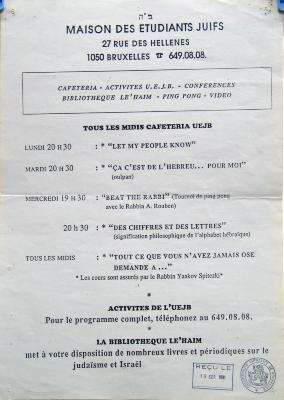 ב"ה
MAISON DES ETUDIANTS JUIFS
27 RUE DES HELLENES
1050 BRUXELLES ☎ 649.08.08.
CAFETERIA - ACTIVITES U.E.J.B. - CONFERENCES
BIBLIOTHEQUE LE'HAIM - PING PONG - VIDEO
TOUS LES MIDIS CAFETERIA UEJB
LUNDI 20 H 30 : * "LET MY PEOPLE KNOW"
MARDI 20 H 30 : * "ÇA C'EST DE L'HEBREU... POUR MOI"
(oulpan)
MERCREDI 19 H 30 : "BEAT THE RABBI" (Tournoi de ping pong
avec le Rabbin A. Rouben)
20 h 30 : * "DES CHIFFRES ET DES LETTRES"
(signification philosophique de l'alphabet hébraïque)
TOUS LES MIDIS : * "TOUT CE QUE VOUS N'AVEZ JAMAIS OSE
DEMANDE A ..."
* Les cours sont assurés par le Rabbin Yaakov Spitezki*
*
ACTIVITES DE L'UEJB
Pour le programme complet, téléphonez au 649.08.08.
*
LA BIBLIOTHEQUE LE'HAIM
met à votre disposition de nombreux livres et périodiques sur le
judaïsme et Israël
REÇU LE